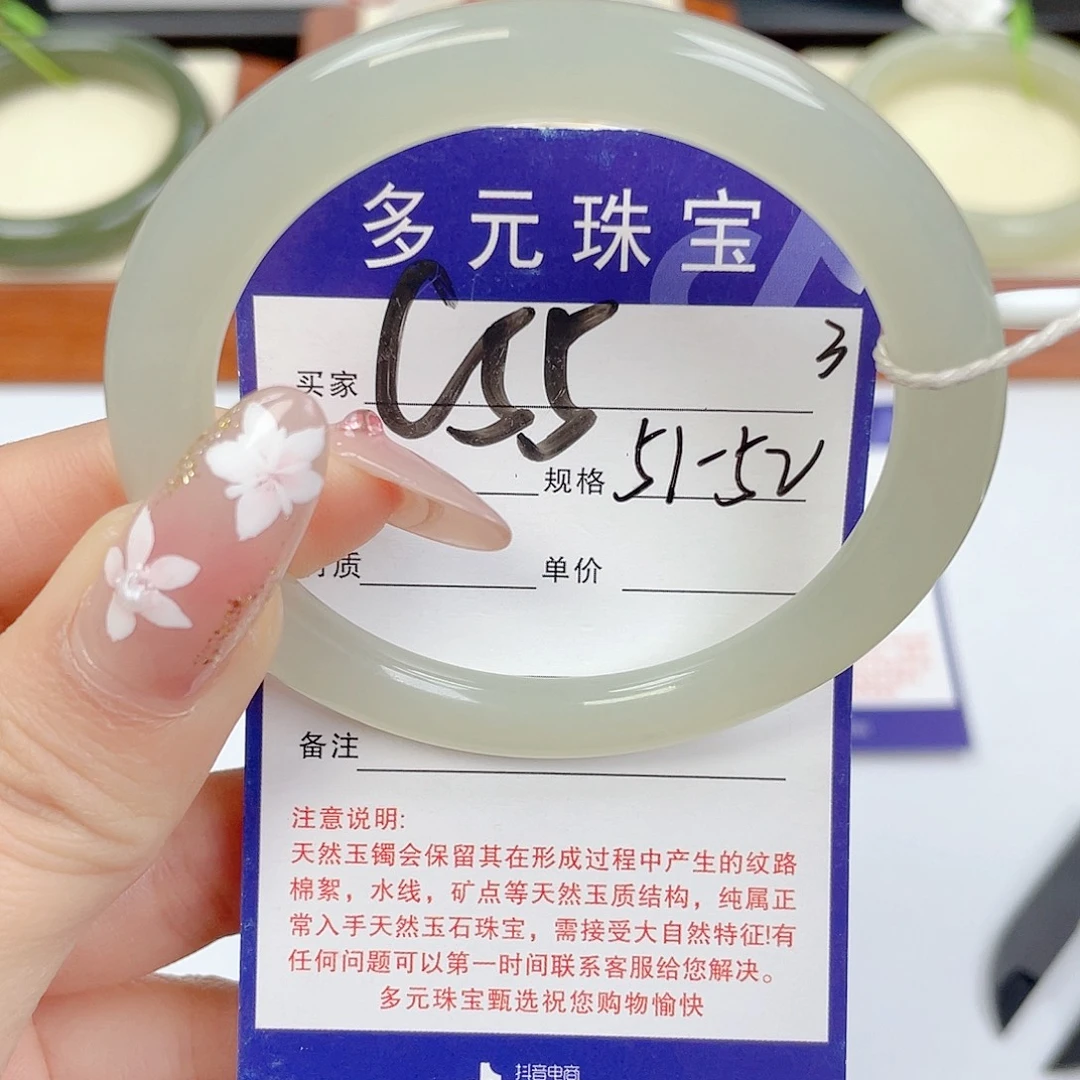 多元珠宝
3
买家 CSS
规格 51-52
质 单价
备注
注意说明:
天然玉镯会保留其在形成过程中产生的纹路
棉絮，水线，矿点等天然玉质结构，纯属正
常入手天然玉石珠宝，需接受大自然特征!有
任何问题可以第一时间联系客服给您解决。
多元珠宝甄选祝您购物愉快
抖音电商